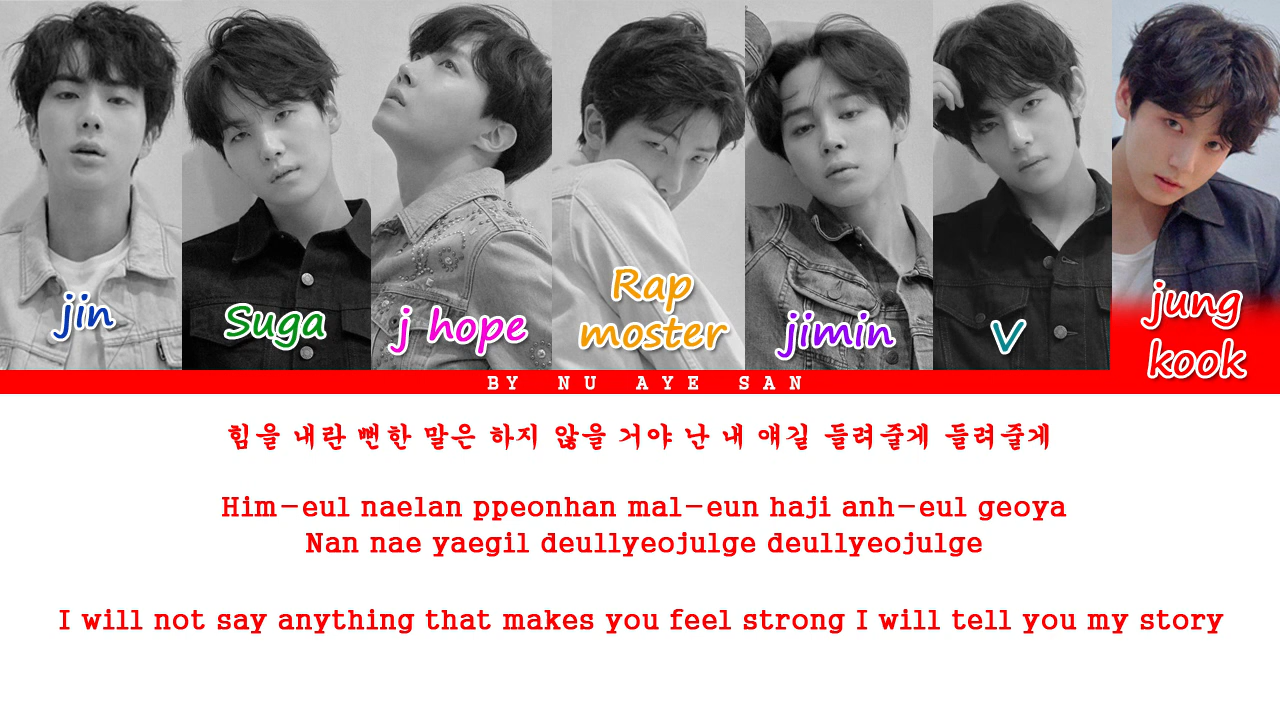 jin
Suga
j hope
Rap
moster
jimin
V
jung
kook
BY NU AYE SAN
힘을 내란 뻔한 말은 하지 않을 거야 난 내 얘길 들려줄게 들려줄게
Him-eul naelan ppeonhan mal-eun haji anh-eul geoya
Nan nae yaegil deullyeojulge deullyeojulge
I will not say anything that makes you feel strong I will tell you my story